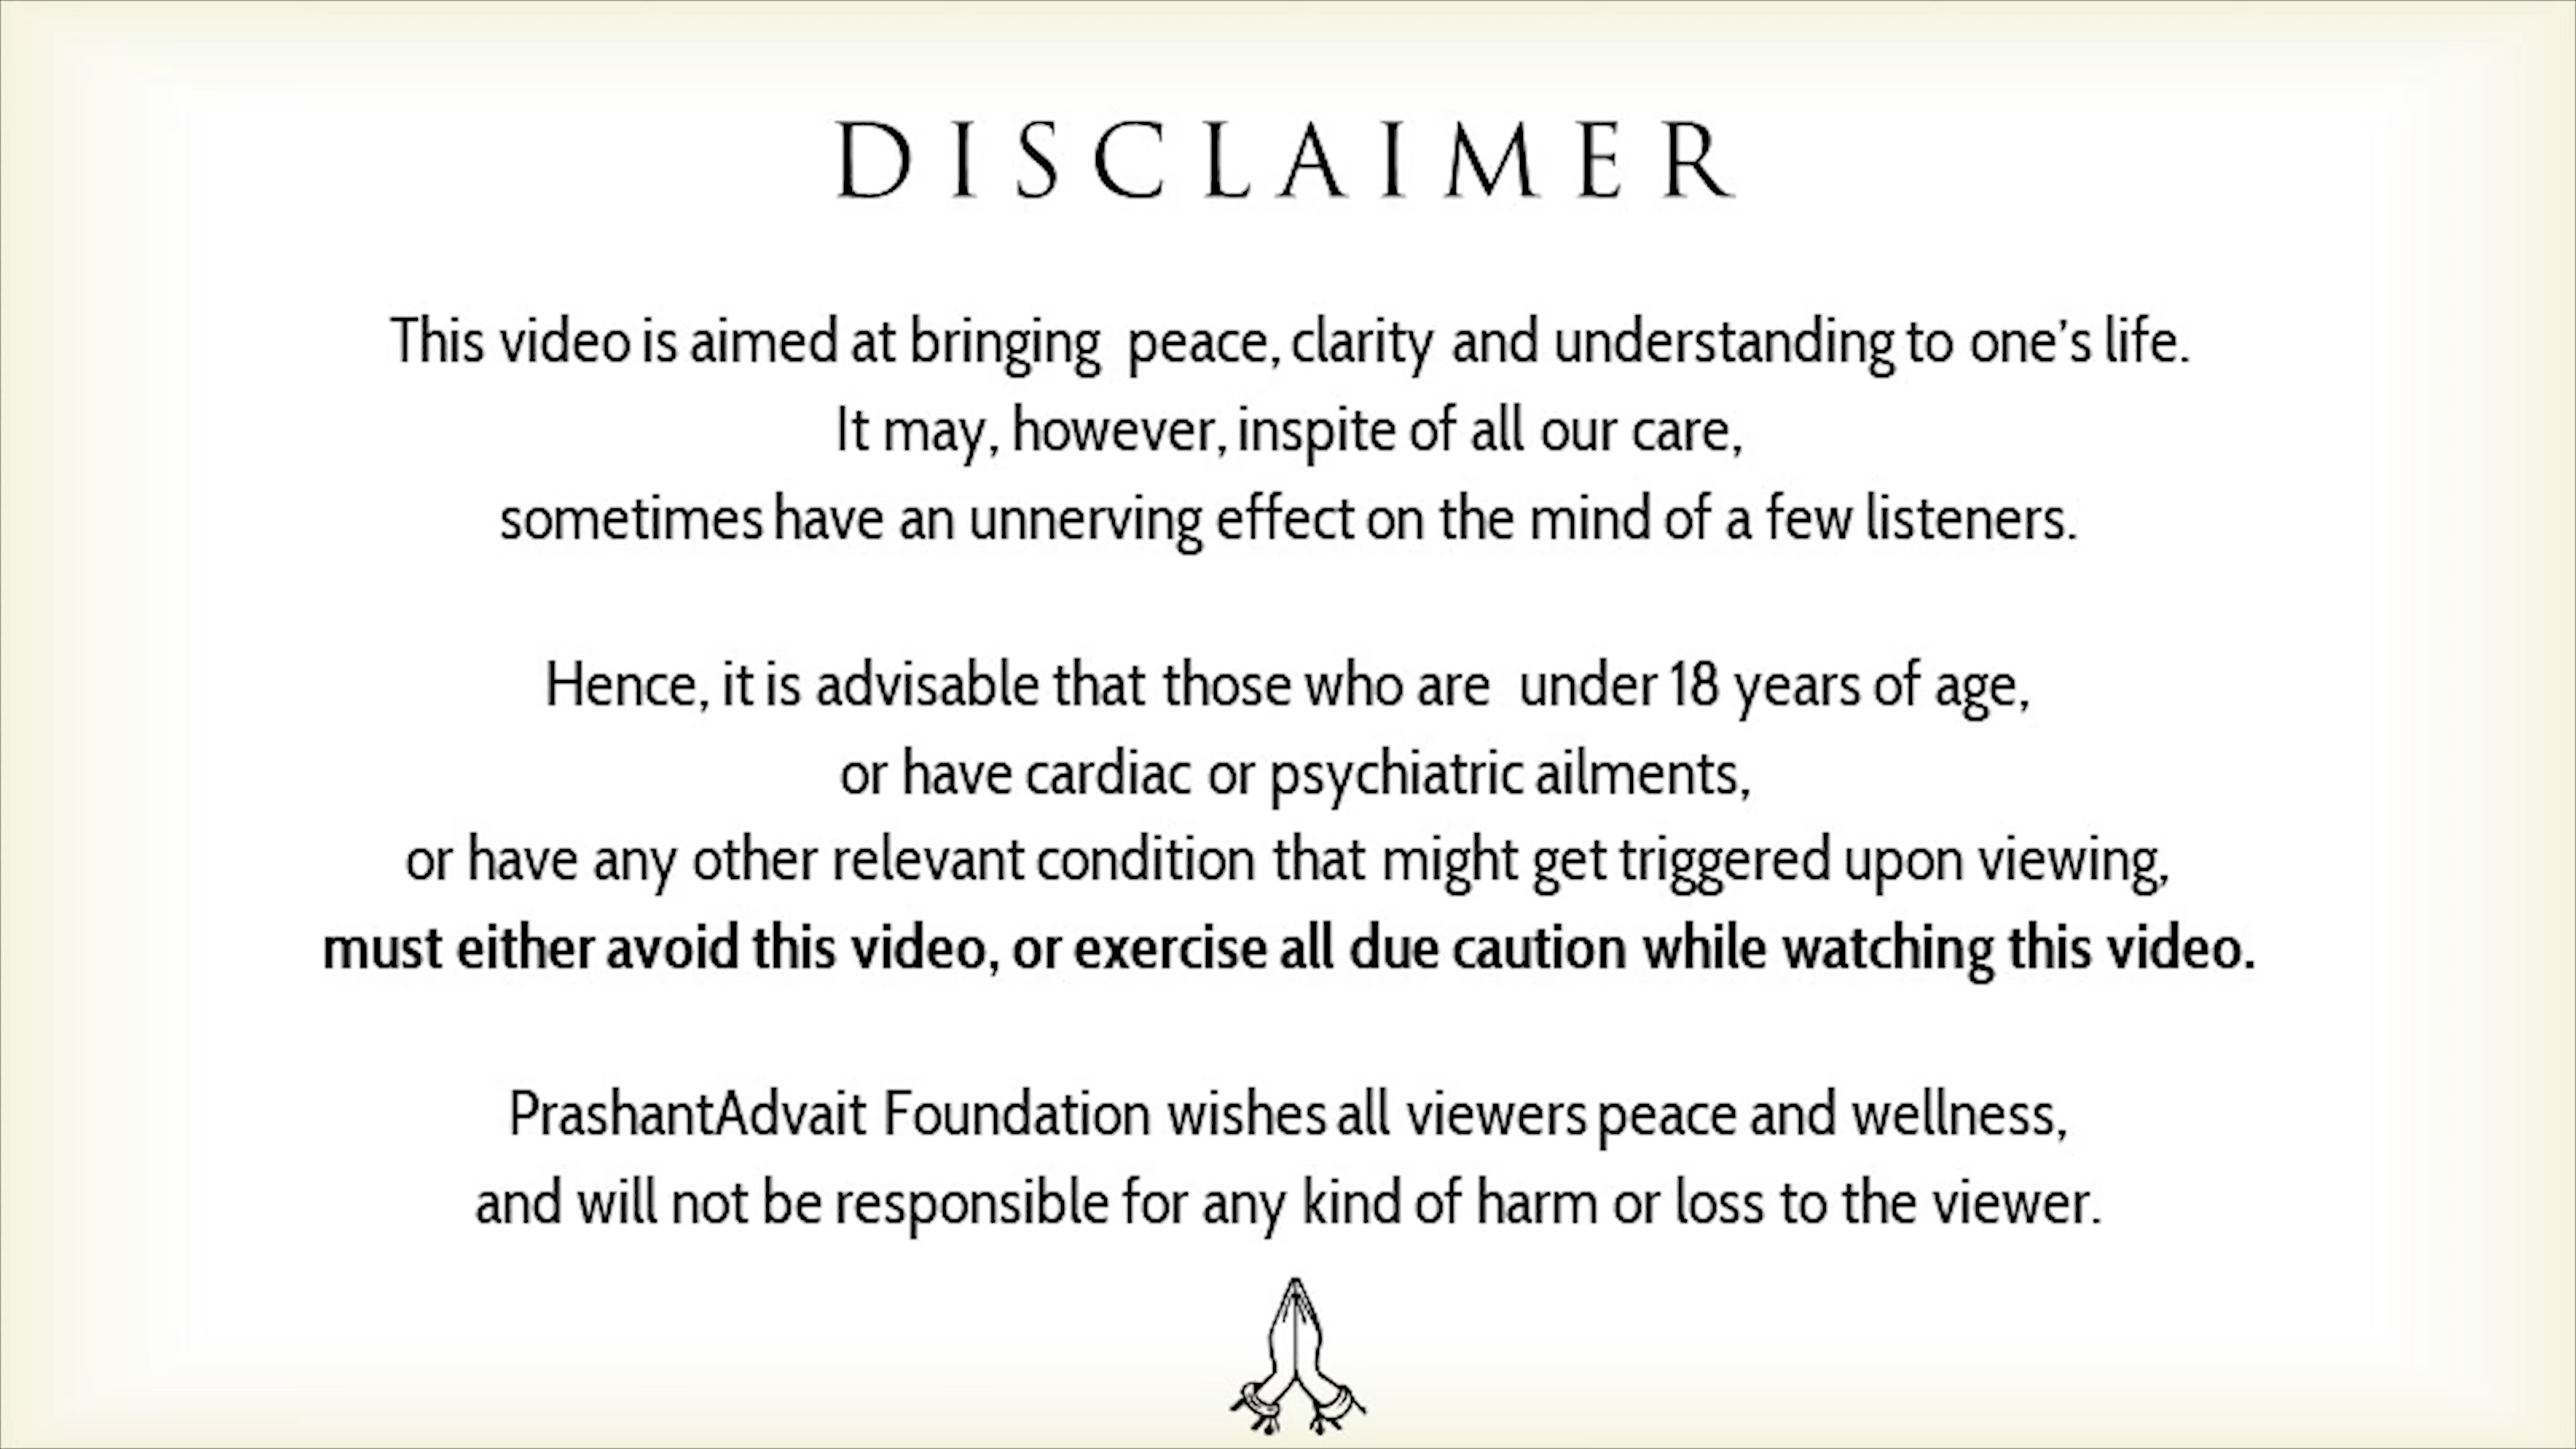 DISCLAIMER
This video is aimed at bringing peace, clarity and understanding to one's life.
It may, however, inspite of all our care,
sometimes have an unnerving effect on the mind of a few listeners.
Hence, it is advisable that those who are under 18 years of age,
or have cardiac or psychiatric ailments,
or have any other relevant condition that might get triggered upon viewing,
must either avoid this video, or exercise all due caution while watching this video.
PrashantAdvait Foundation wishes all viewers peace and wellness,
and will not be responsible for any kind of harm or loss to the viewer.